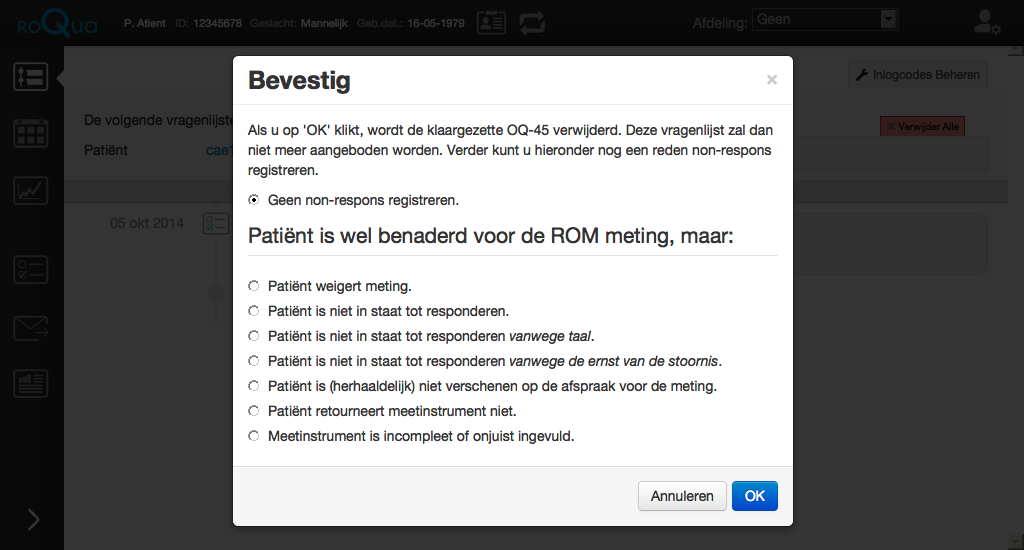 roQua
P. Atient ID: 12345678 Geslacht: Mannelijk Geb.dat.: 16-05-1979
Afdeling: Geen
Inlogcodes Beheren
Bevestig
×
De volgende vragenlijste
Verwijder Alle
Patiënt
Als u op 'OK' klikt, wordt de klaargezette OQ-45 verwijderd. Deze vragenlijst zal dan
niet meer aangeboden worden. Verder kunt u hieronder nog een reden non-respons
registreren.
Geen non-respons registreren.
05 okt 2014
Patiënt is wel benaderd voor de ROM meting, maar:
Patiënt weigert meting.
Patiënt is niet in staat tot responderen.
Patiënt is niet in staat tot responderen vanwege taal.
Patiënt is niet in staat tot responderen vanwege de ernst van de stoornis.
Patiënt is (herhaaldelijk) niet verschenen op de afspraak voor de meting.
Patiënt retourneert meetinstrument niet.
Meetinstrument is incompleet of onjuist ingevuld.
Annuleren
OK